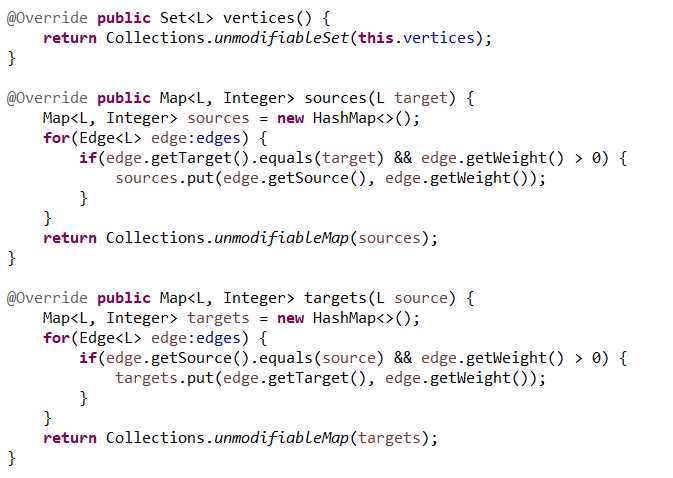 @Override public Set<L> vertices() {
    return Collections.unmodifiableSet(this.vertices);
}
@Override public Map<L, Integer> sources(L target) {
    Map<L, Integer> sources = new HashMap<>();
    for(Edge<L> edge:edges) {
        if(edge.getTarget().equals(target) && edge.getWeight() > 0) {
            sources.put(edge.getSource(), edge.getWeight());
        }
    }
    return Collections.unmodifiableMap(sources);
}
@Override public Map<L, Integer> targets(L source) {
    Map<L, Integer> targets = new HashMap<>();
    for(Edge<L> edge:edges) {
        if(edge.getSource().equals(source) && edge.getWeight() > 0) {
            targets.put(edge.getTarget(), edge.getWeight());
        }
    }
    return Collections.unmodifiableMap(targets);
}